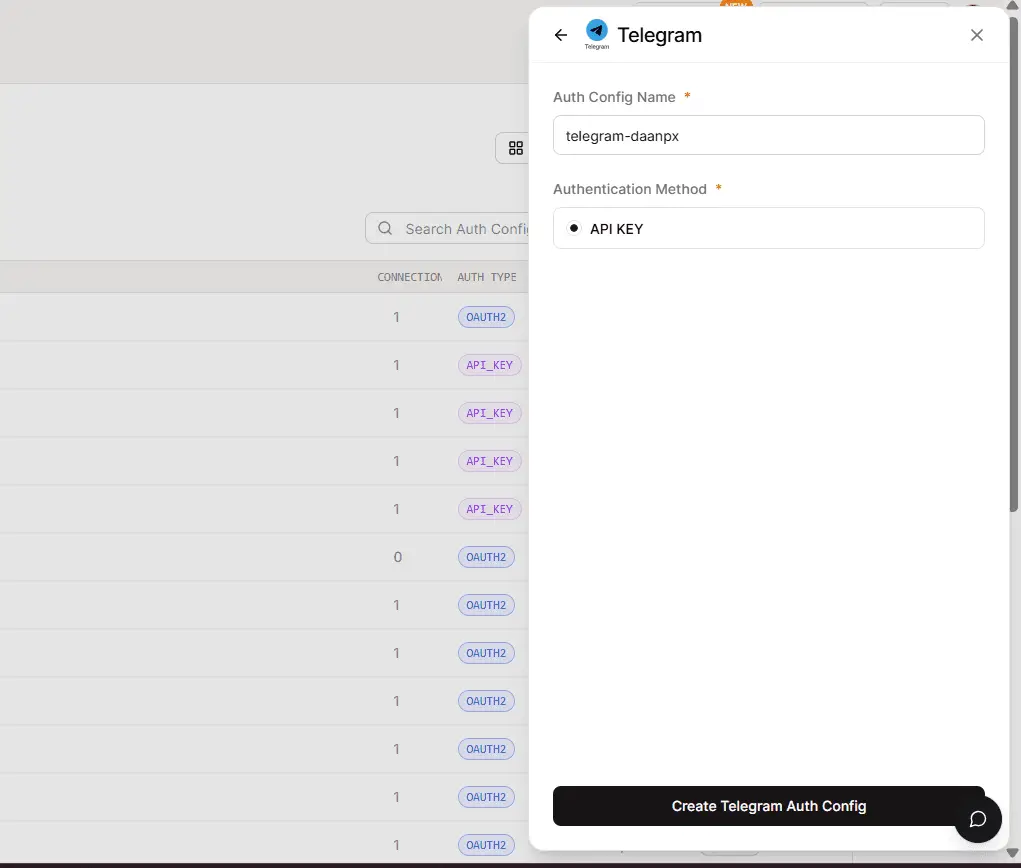 NEW
Telegram
Telegram
Auth Config Name *
telegram-daanpx
Authentication Method *
API KEY
Search Auth Config
CONNECTION AUTH TYPE
1 OAUTH2
1 API_KEY
1 API_KEY
1 API_KEY
1 API_KEY
0 OAUTH2
1 OAUTH2
1 OAUTH2
1 OAUTH2
1 OAUTH2
1 OAUTH2
1 OAUTH2
Create Telegram Auth Config